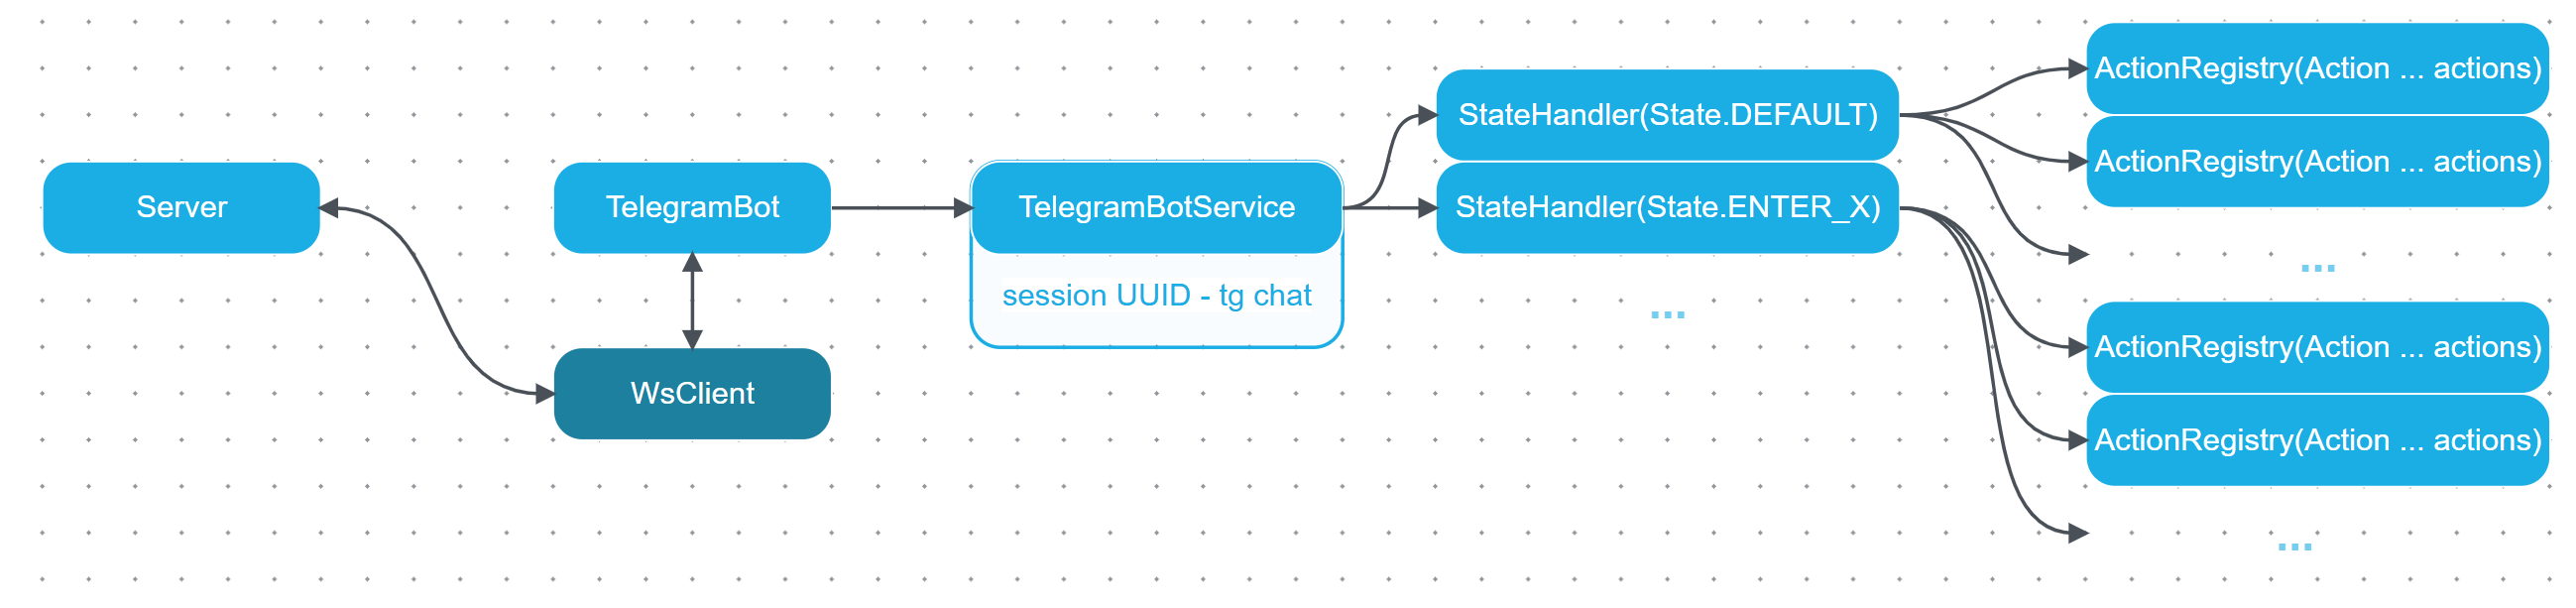 Server
TelegramBot
WsClient
TelegramBotService
session UUID - tg chat
StateHandler(State.DEFAULT)
StateHandler(State.ENTER_X)
...
ActionRegistry(Action ... actions)
ActionRegistry(Action ... actions)
...
ActionRegistry(Action ... actions)
ActionRegistry(Action ... actions)
...